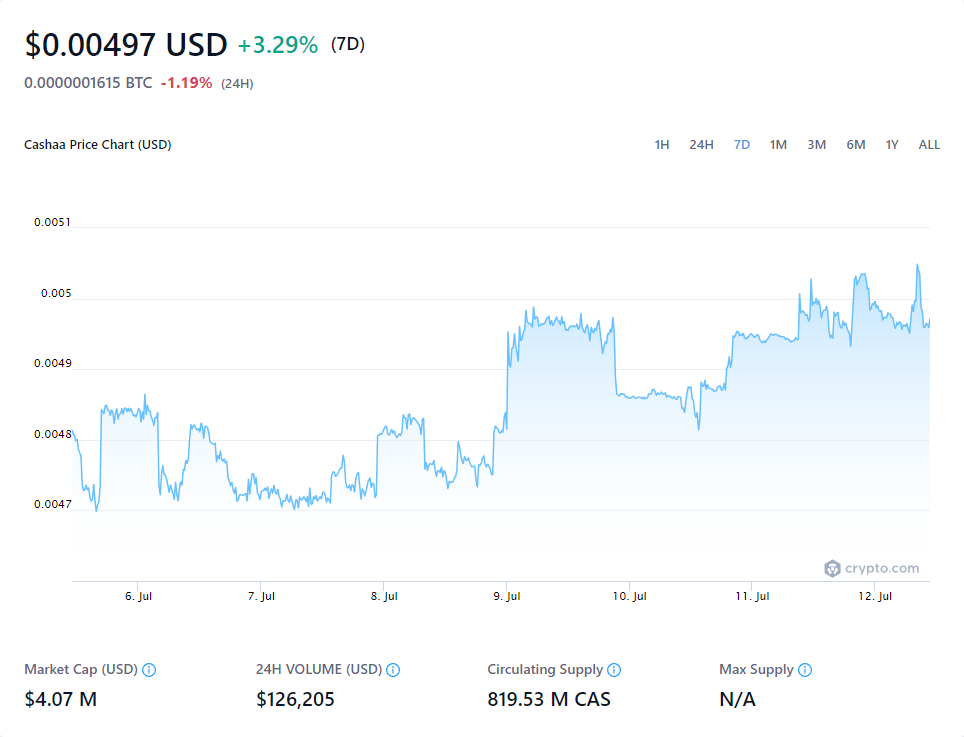 $0.00497 USD +3.29% (7D)
0.0000001615 BTC -1.19% (24H)
Cashaa Price Chart (USD) 1H 24H 7D 1M 3M 6M 1Y ALL
0.0051
0.005
0.0049
0.0048
0.0047
crypto.com
6. Jul 7. Jul 8. Jul 9. Jul 10. Jul 11. Jul 12. Jul
Market Cap (USD) 24H VOLUME (USD) Circulating Supply Max Supply
$4.07 M $126,205 819.53 M CAS N/A